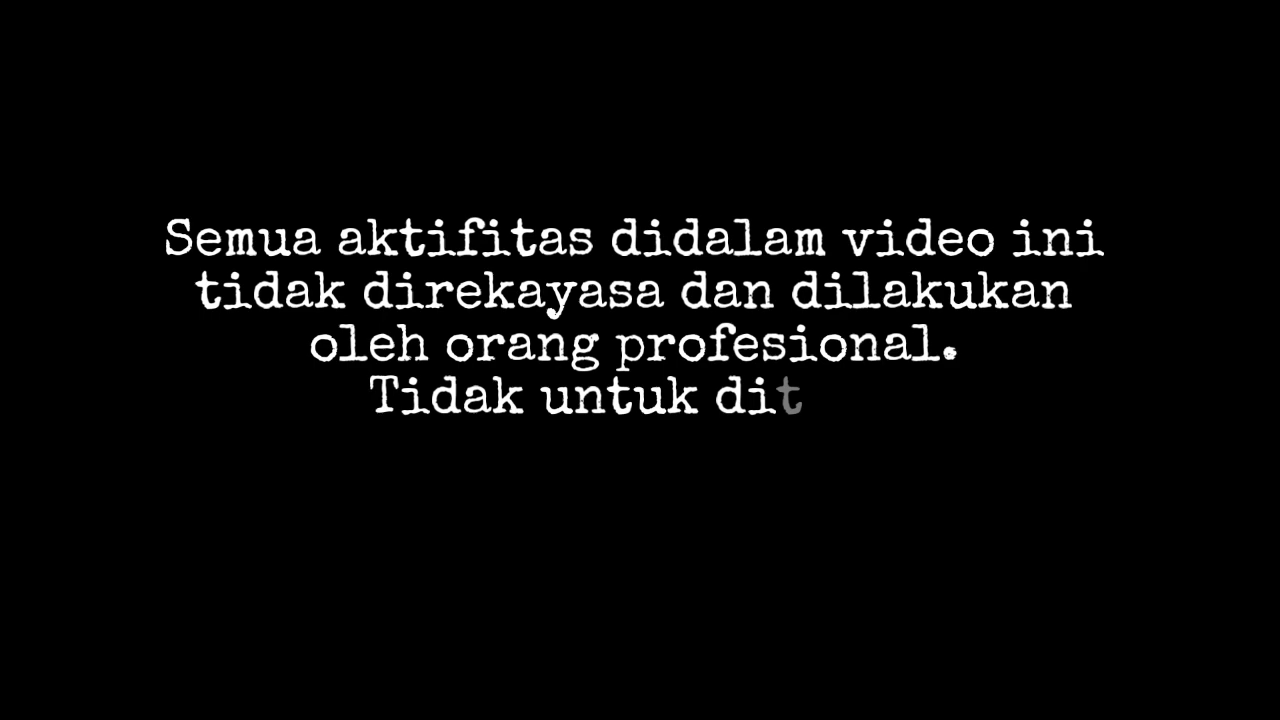 Semua aktifitas didalam video ini
tidak direkayasa dan dilakukan
oleh orang profesional.
Tidak untuk dit